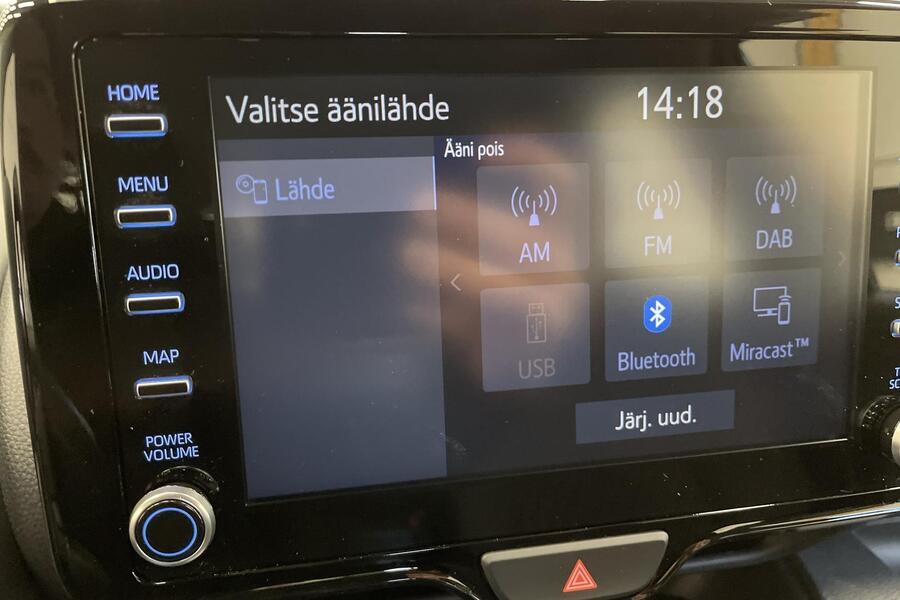 HOME
MENU
AUDIO
MAP
POWER
VOLUME
Valitse äänilähde
14:18
Lähde
Ääni pois
AM
FM
DAB
USB
Bluetooth
Miracast™
Järj. uud.